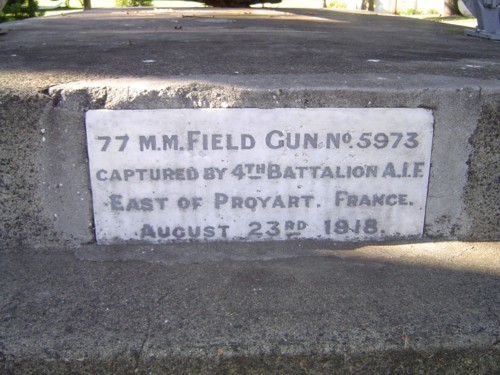 77 M.M. FIELD GUN. No. 5973
CAPTURED BY 4TH BATTALION A.I.F.
EAST OF PROYART. FRANCE.
AUGUST 23RD 1918.